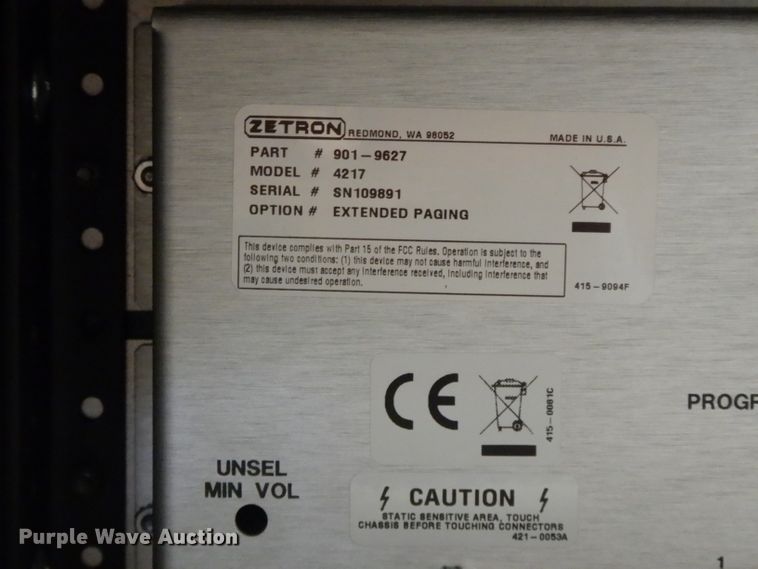 ZETRON REDMOND, WA 98052 MADE IN U.S.A.
PART # 901-9627
MODEL # 4217
SERIAL # SN109891
OPTION # EXTENDED PAGING
This device complies with Part 15 of the FCC Rules. Operation is subject to the
following two conditions: (1) this device may not cause harmful interference, and
(2) this device must accept any interference received, including interference that
may cause undesired operation.
415-9094F
CE
415-0081C
PROGR
UNSEL
MIN VOL
CAUTION
STATIC SENSITIVE AREA, TOUCH
CHASSIS BEFORE TOUCHING CONNECTORS
421-0053A
Purple Wave Auction
1